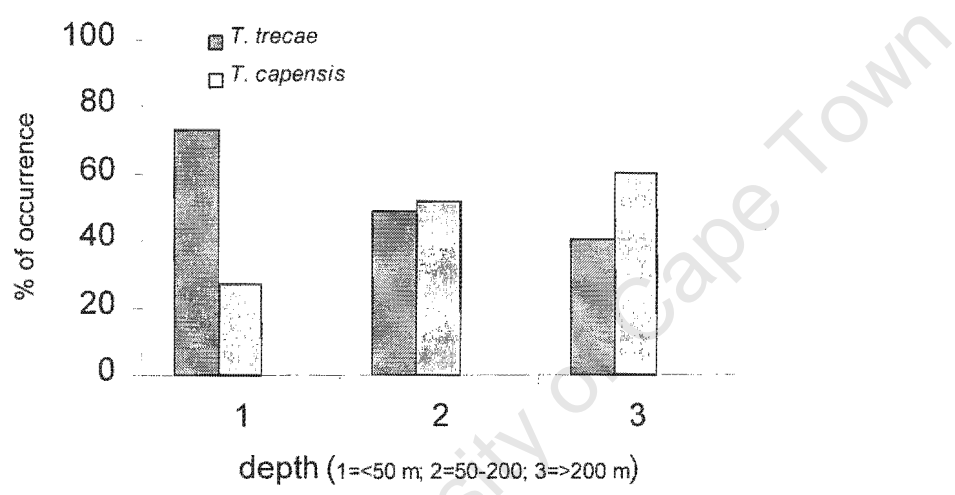 100
T. trecae
T. capensis
80
60
40
20
0
% of occurrence
1 2 3
depth (1=<50 m; 2=50-200; 3=>200 m)
sity of Cape Town